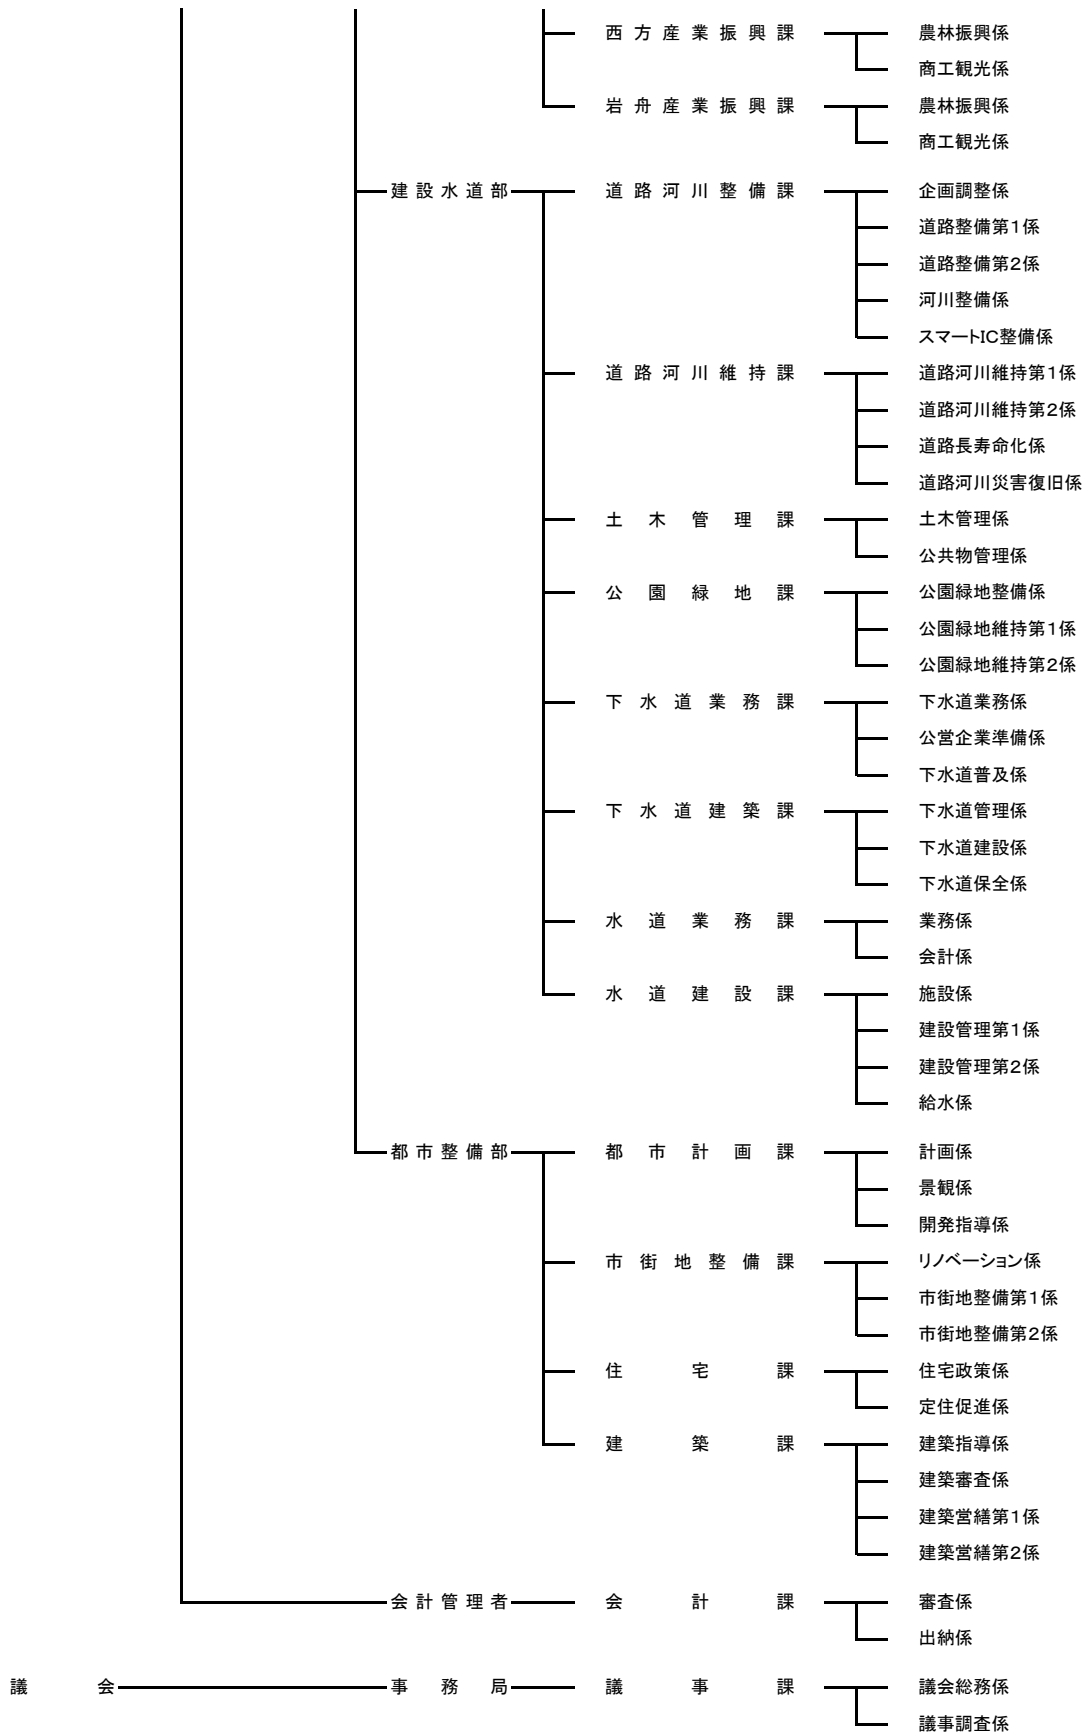 西方産業振興課 農林振興係
商工観光係
岩舟産業振興課 農林振興係
商工観光係
建設水道部 道路河川整備課 企画調整係
道路整備第1係
道路整備第2係
河川整備係
スマートIC整備係
道路河川維持課 道路河川維持第1係
道路河川維持第2係
道路長寿命化係
道路河川災害復旧係
土木管理課 土木管理係
公共物管理係
公園緑地課 公園緑地整備係
公園緑地維持第1係
公園緑地維持第2係
下水道業務課 下水道業務係
公営企業準備係
下水道普及係
下水道建築課 下水道管理係
下水道建設係
下水道保全係
水道業務課 業務係
会計係
水道建設課 施設係
建設管理第1係
建設管理第2係
給水係
都市整備部 都市計画課 計画係
景観係
開発指導係
市街地整備課 リノベーション係
市街地整備第1係
市街地整備第2係
住宅課 住宅政策係
定住促進係
建築課 建築指導係
建築審査係
建築営繕第1係
建築営繕第2係
会計管理者 会計課 審査係
出納係
議会 事務局 議事課 議会総務係
議事調査係